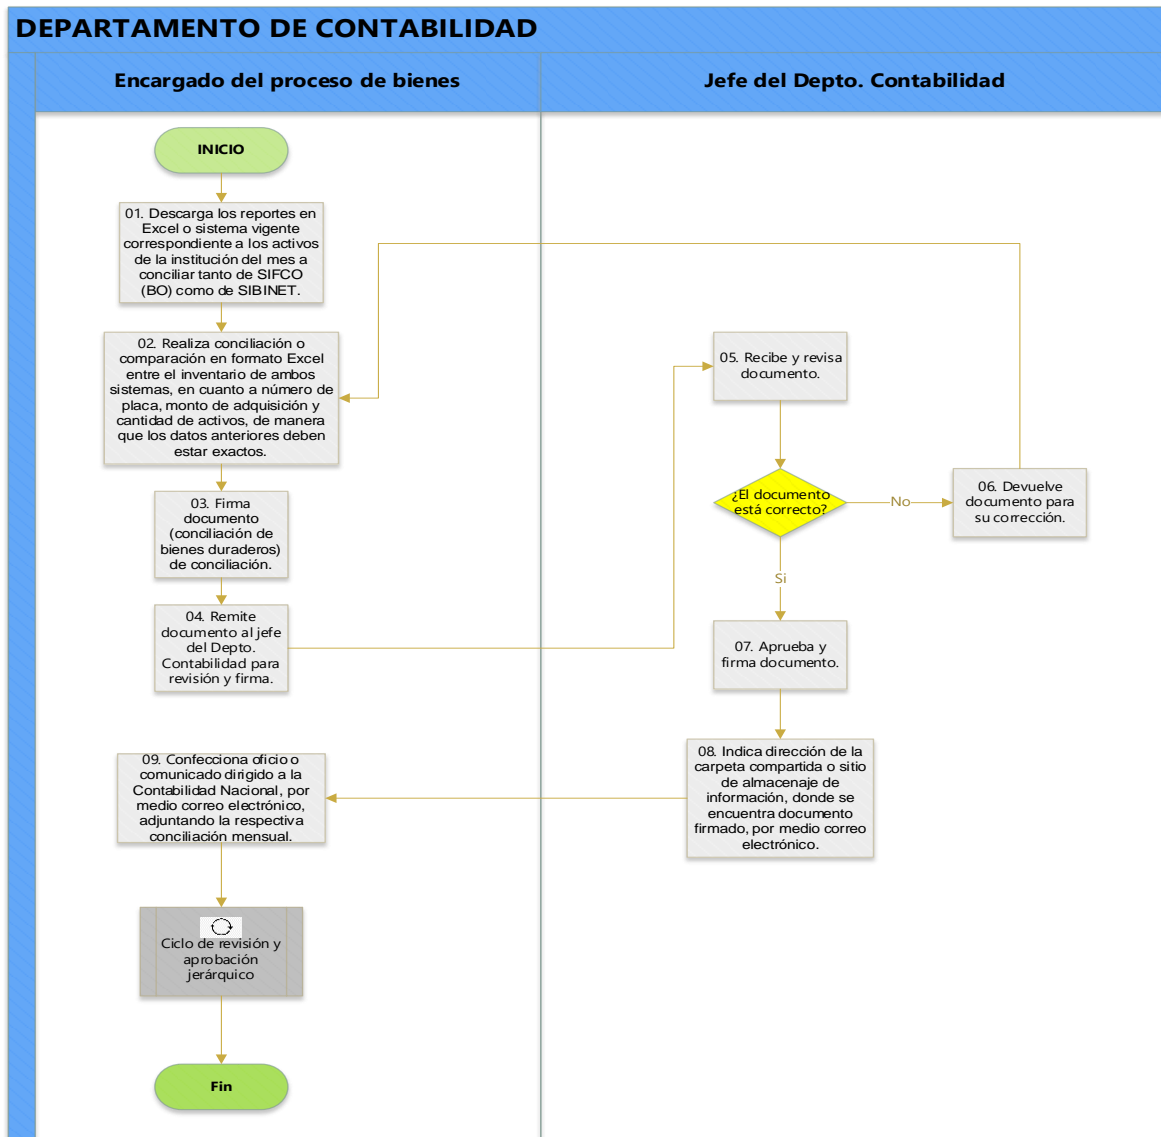 DEPARTAMENTO DE CONTABILIDAD
Encargado del proceso de bienes
Jefe del Depto. Contabilidad
INICIO
01. Descarga los reportes en
Excel o sistema vigente
correspondiente a los activos
de la institución del mes a
conciliar tanto de SIFCO
(BO) como de SIBINET.
02. Realiza conciliación o
comparación en formato Excel
entre el inventario de ambos
sistemas, en cuanto a número de
placa, monto de adquisición y
cantidad de activos, de manera
que los datos anteriores deben
estar exactos.
03. Firma
documento
(conciliación de
bienes duraderos)
de conciliación.
04. Remite
documento al jefe
del Depto.
Contabilidad para
revisión y firma.
05. Recibe y revisa
documento.
¿El documento
está correcto?
No
06. Devuelve
documento para
su corrección.
Si
07. Aprueba y
firma documento.
08. Indica dirección de la
carpeta compartida o sitio
de almacenaje de
información, donde se
encuentra documento
firmado, por medio correo
electrónico.
09. Confecciona oficio o
comunicado dirigido a la
Contabilidad Nacional, por
medio correo electrónico,
adjuntando la respectiva
conciliación mensual.
Ciclo de revisión y
aprobación
jerárquico
Fin